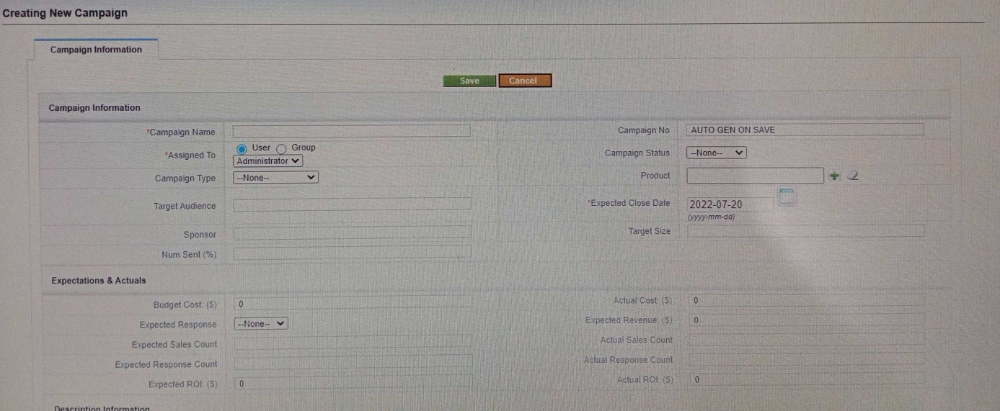 Creating New Campaign
Campaign Information
Save Cancel
Campaign Information
*Campaign Name Campaign No AUTO GEN ON SAVE
*Assigned To User Group Administrator Campaign Status --None--
Campaign Type --None-- Product
Target Audience *Expected Close Date 2022-07-20
(yyyy-mm-dd)
Sponsor Target Size
Num Sent (%)
Expectations & Actuals
Budget Cost: ($) 0 Actual Cost: ($) 0
Expected Response --None-- Expected Revenue: ($) 0
Expected Sales Count Actual Sales Count
Expected Response Count Actual Response Count
Expected ROI: ($) 0 Actual ROI: ($) 0
Description Information